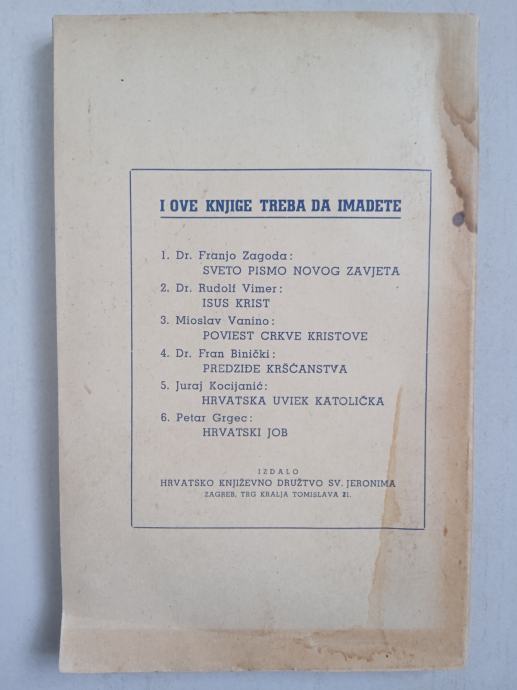 I OVE KNJIGE TREBA DA IMADETE
1. Dr. Franjo Zagoda:
SVETO PISMO NOVOG ZAVJETA
2. Dr. Rudolf Vimer:
ISUS KRIST
3. Mioslav Vanino:
POVIEST CRKVE KRISTOVE
4. Dr. Fran Binički:
PREDZIĐE KRŠĆANSTVA
5. Juraj Kocijanić:
HRVATSKA UVIEK KATOLIČKA
6. Petar Grgec:
HRVATSKI JOB
IZDALO
HRVATSKO KNJIŽEVNO DRUŽTVO SV. JERONIMA
ZAGREB, TRG KRALJA TOMISLAVA 21.